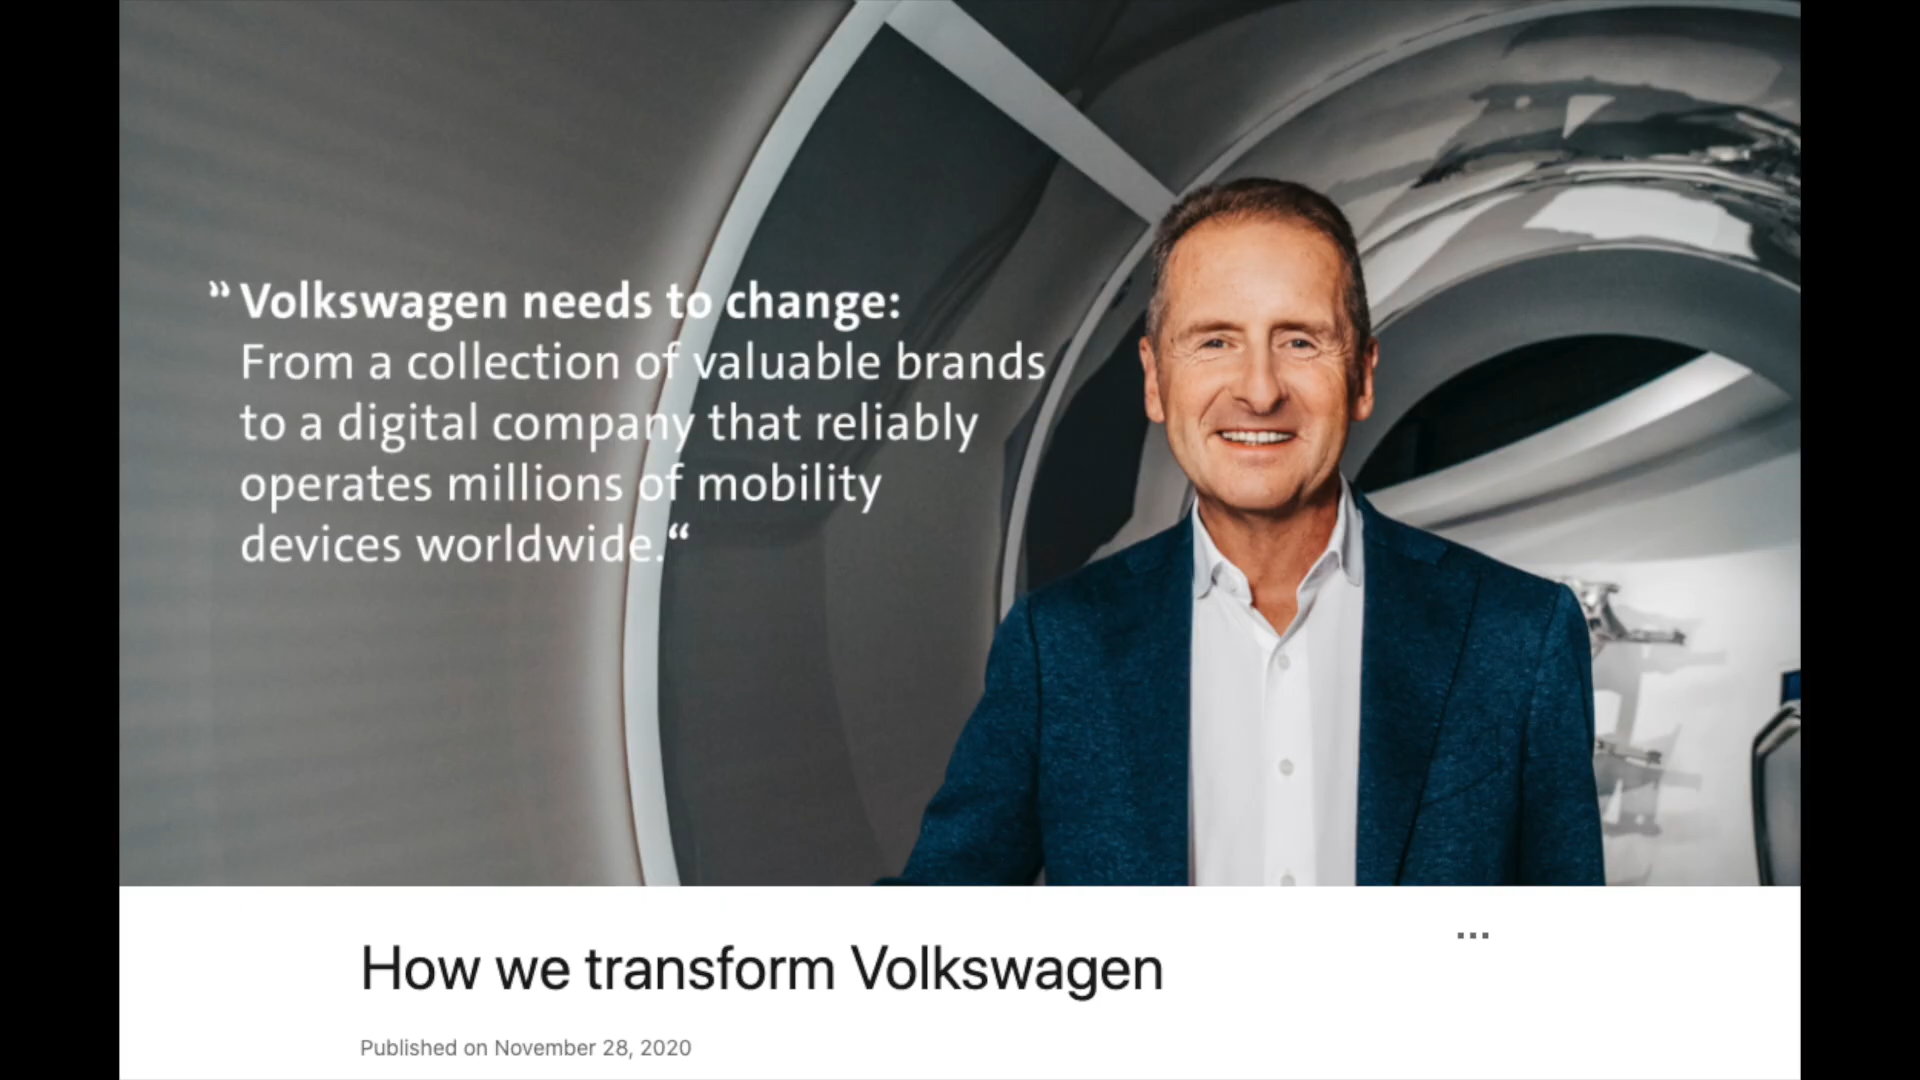 ” Volkswagen needs to change:
From a collection of valuable brands
to a digital company that reliably
operates millions of mobility
devices worldwide.“
How we transform Volkswagen
Published on November 28, 2020